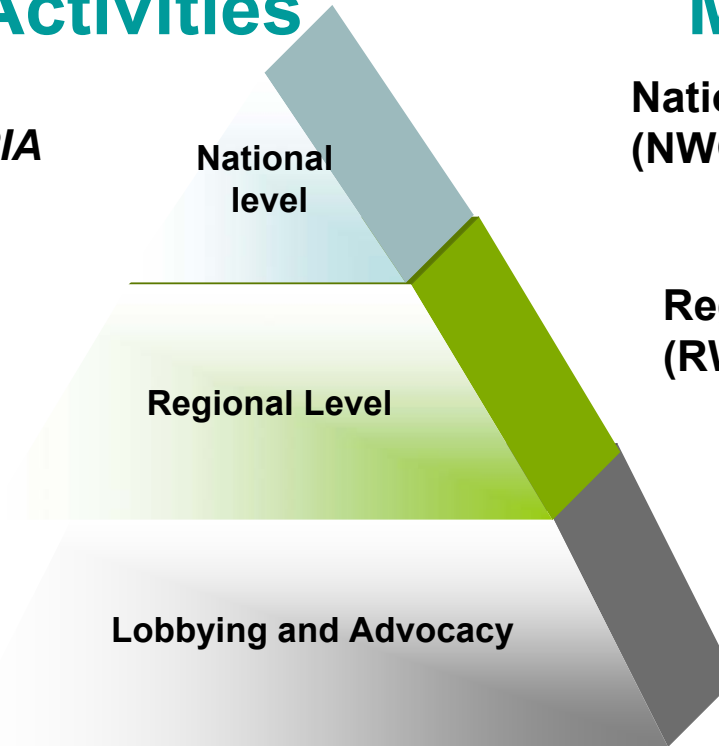 Activities
National
level
Regional Level
Lobbying and Advocacy